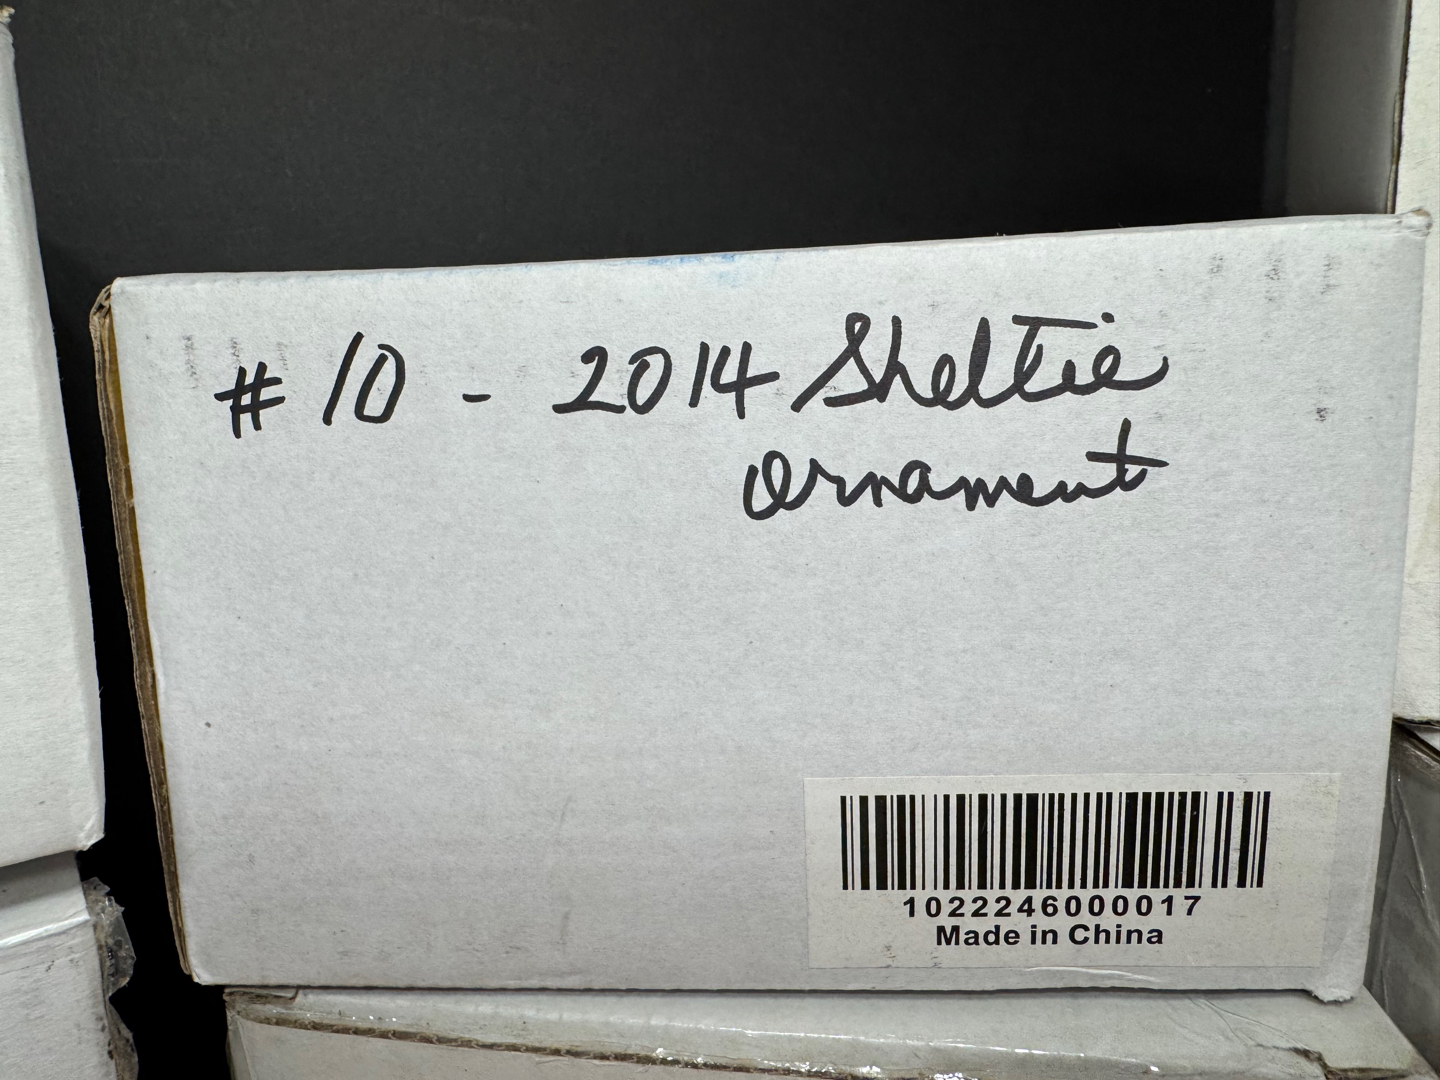 # 10 - 2014 Sheltie
Ornament
1022246000017
Made in China